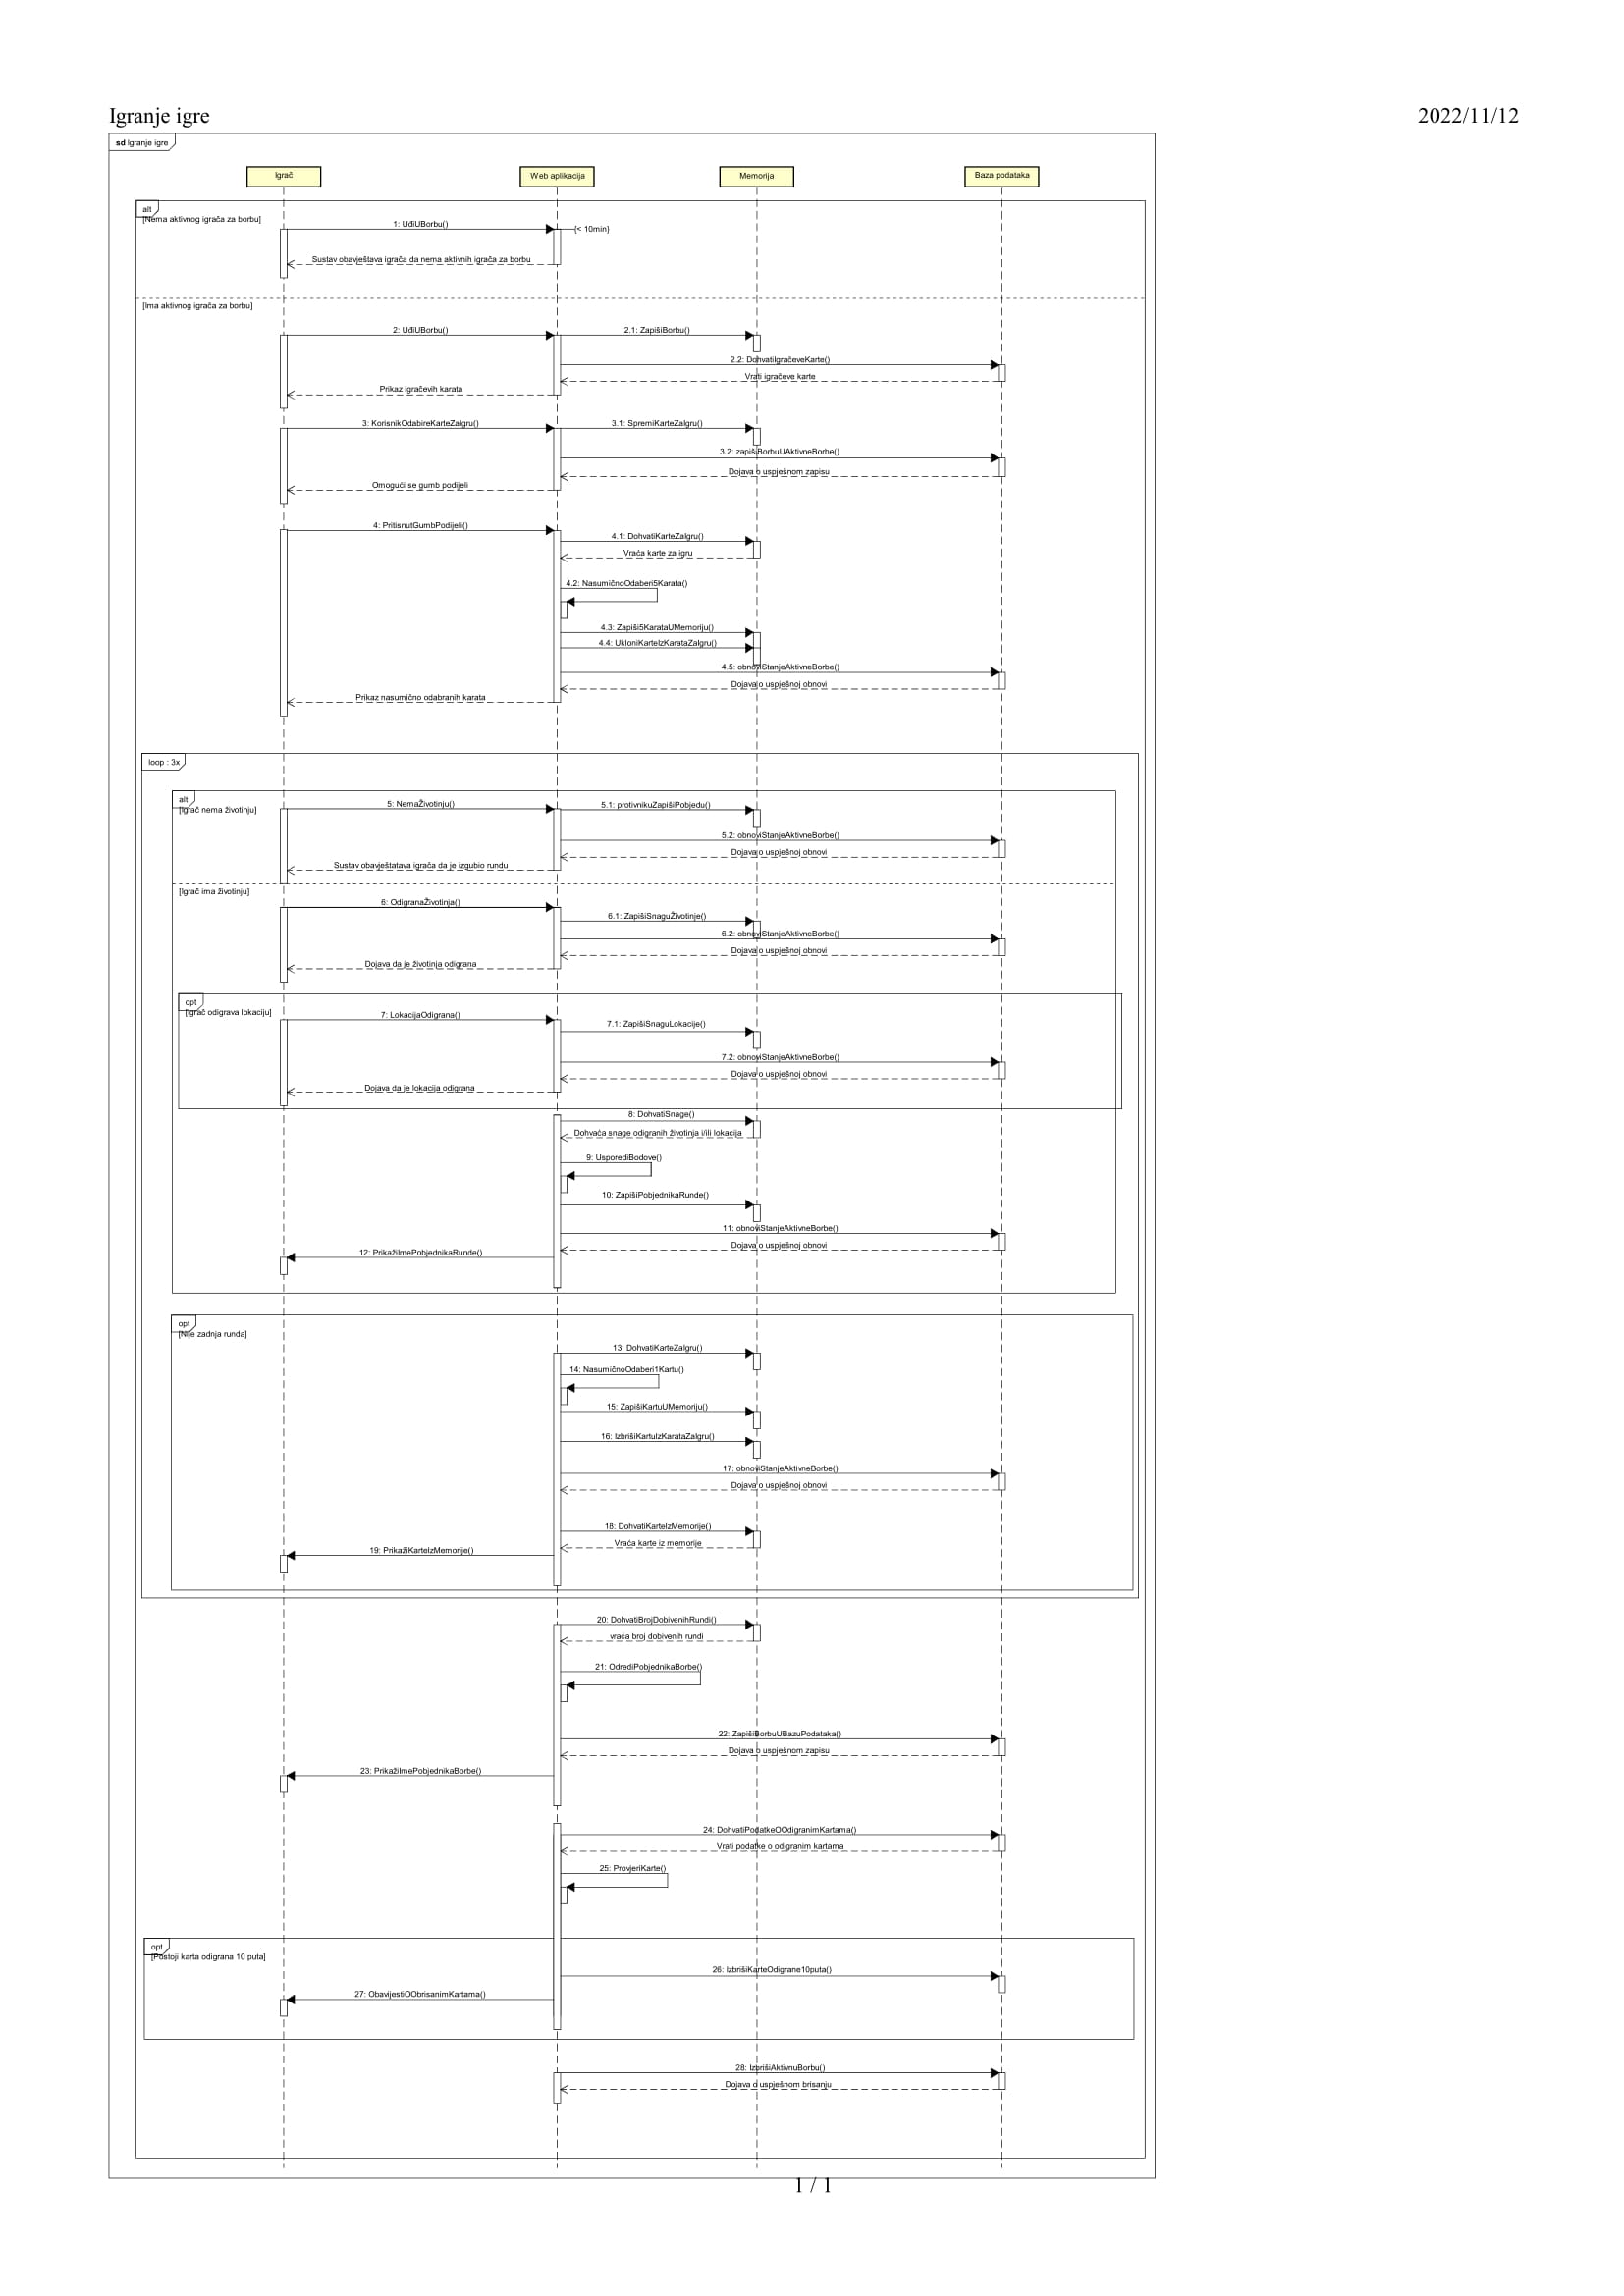 Igranje igre
2022/11/12
sd Igranje igre
Igrač
Web aplikacija
Memorija
Baza podataka
alt
[Nema aktivnog igrača za borbu]
1: UđiUBorbu()
{< 10min}
Sustav obavještava igrača da nema aktivnih igrača za borbu
[Ima aktivnog igrača za borbu]
2: UđiUBorbu()
2.1: ZapišiBorbu()
2.2: DohvatiIgračeveKarte()
Vrati igračeve karte
Prikaz igračevih karata
3: KorisnikOdabireKarteZaIgru()
3.1: SpremiKarteZaIgru()
3.2: zapišiBorbuUAktivneBorbe()
Dojava o uspješnom zapisu
Omogući se gumb podijeli
4: PritisnutGumbPodijeli()
4.1: DohvatiKarteZaIgru()
Vraća karte za igru
4.2: NasumičnoOdaberi5Karata()
4.3: Zapiši5KarataUMemoriju()
4.4: UkloniKarteIzKarataZaIgru()
4.5: obnoviStanjeAktivneBorbe()
Dojava o uspješnoj obnovi
Prikaz nasumično odabranih karata
loop : 3x
alt
[Igrač nema životinju]
5: NemaŽivotinju()
5.1: protivnikuZapišiPobjedu()
5.2: obnoviStanjeAktivneBorbe()
Dojava o uspješnoj obnovi
Sustav obavještatava igrača da je izgubio rundu
[Igrač ima životinju]
6: OdigranaŽivotinja()
6.1: ZapišiSnaguŽivotinje()
6.2: obnoviStanjeAktivneBorbe()
Dojava o uspješnoj obnovi
Dojava da je životinja odigrana
opt
[Igrač odigrava lokaciju]
7: LokacijaOdigrana()
7.1: ZapišiSnaguLokacije()
7.2: obnoviStanjeAktivneBorbe()
Dojava o uspješnoj obnovi
Dojava da je lokacija odigrana
8: DohvatiSnage()
Dohvaća snage odigranih životinja i/ili lokacija
9: UsporediBodove()
10: ZapišiPobjednikaRunde()
11: obnoviStanjeAktivneBorbe()
Dojava o uspješnoj obnovi
12: PrikažiImePobjednikaRunde()
opt
[Nije zadnja runda]
13: DohvatiKarteZaIgru()
14: NasumičnoOdaberi1Kartu()
15: ZapišiKartuUMemoriju()
16: IzbrišiKartuIzKarataZaIgru()
17: obnoviStanjeAktivneBorbe()
Dojava o uspješnoj obnovi
18: DohvatiKarteIzMemorije()
Vraća karte iz memorije
19: PrikažiKarteIzMemorije()
20: DohvatiBrojDobivenihRundi()
vraća broj dobivenih rundi
21: OdrediPobjednikaBorbe()
22: ZapišiBorbuUBazuPodataka()
Dojava o uspješnom zapisu
23: PrikažiImePobjednikaBorbe()
24: DohvatiPodatkeOOdigranimKartama()
Vrati podatke o odigranim kartama
25: ProvjeriKarte()
opt
[Postoji karta odigrana 10 puta]
26: IzbrišiKarteOdigrane10puta()
27: ObavijestiOObrisanimKartama()
28: IzbrišiAktivnuBorbu()
Dojava o uspješnom brisanju
1 / 1